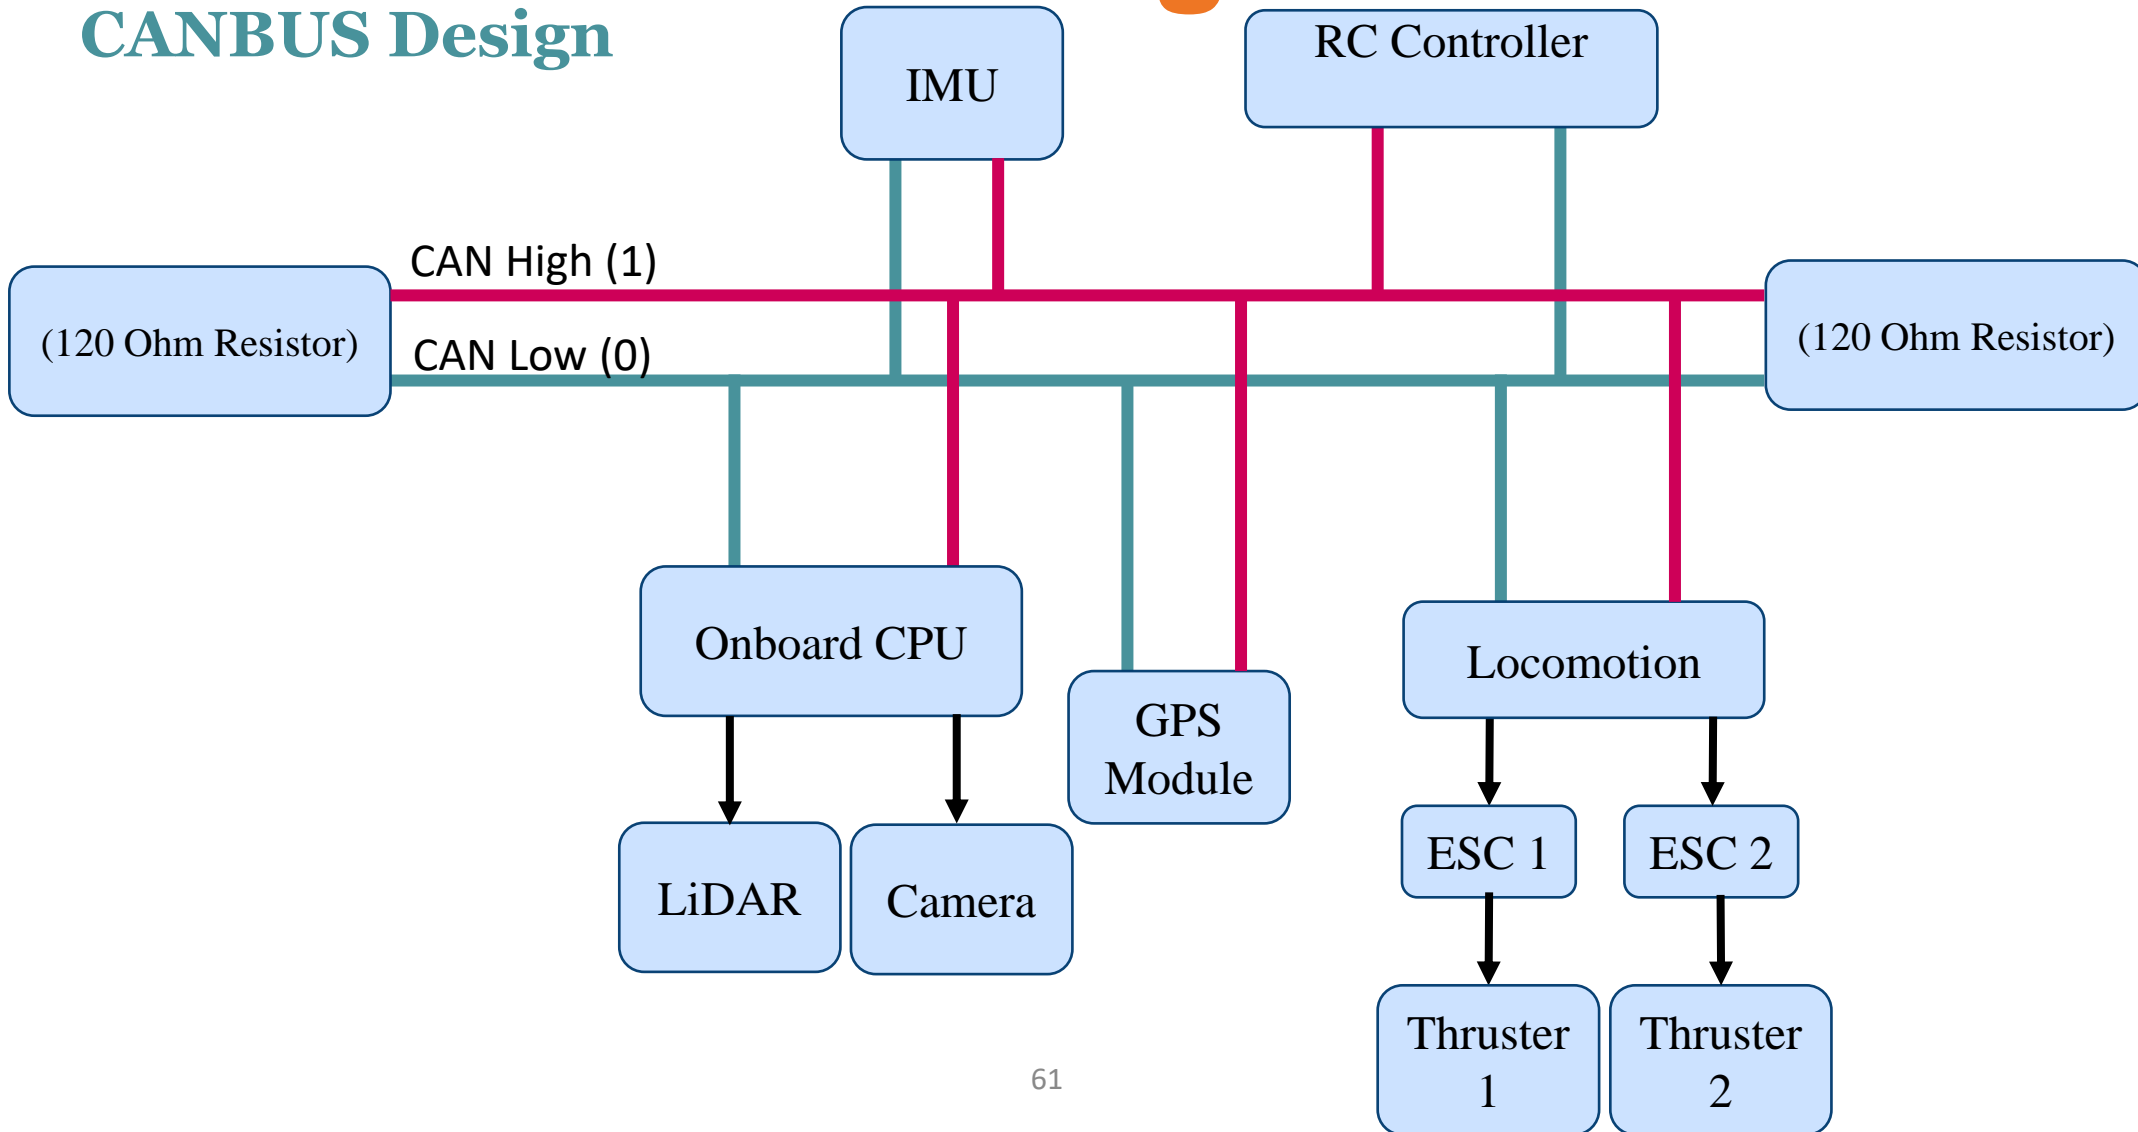 CANBUS Design
IMU
RC Controller
CAN High (1)
(120 Ohm Resistor)
CAN Low (0)
(120 Ohm Resistor)
Onboard CPU
Locomotion
GPS
Module
LiDAR
Camera
ESC 1
ESC 2
Thruster
1
Thruster
2
61